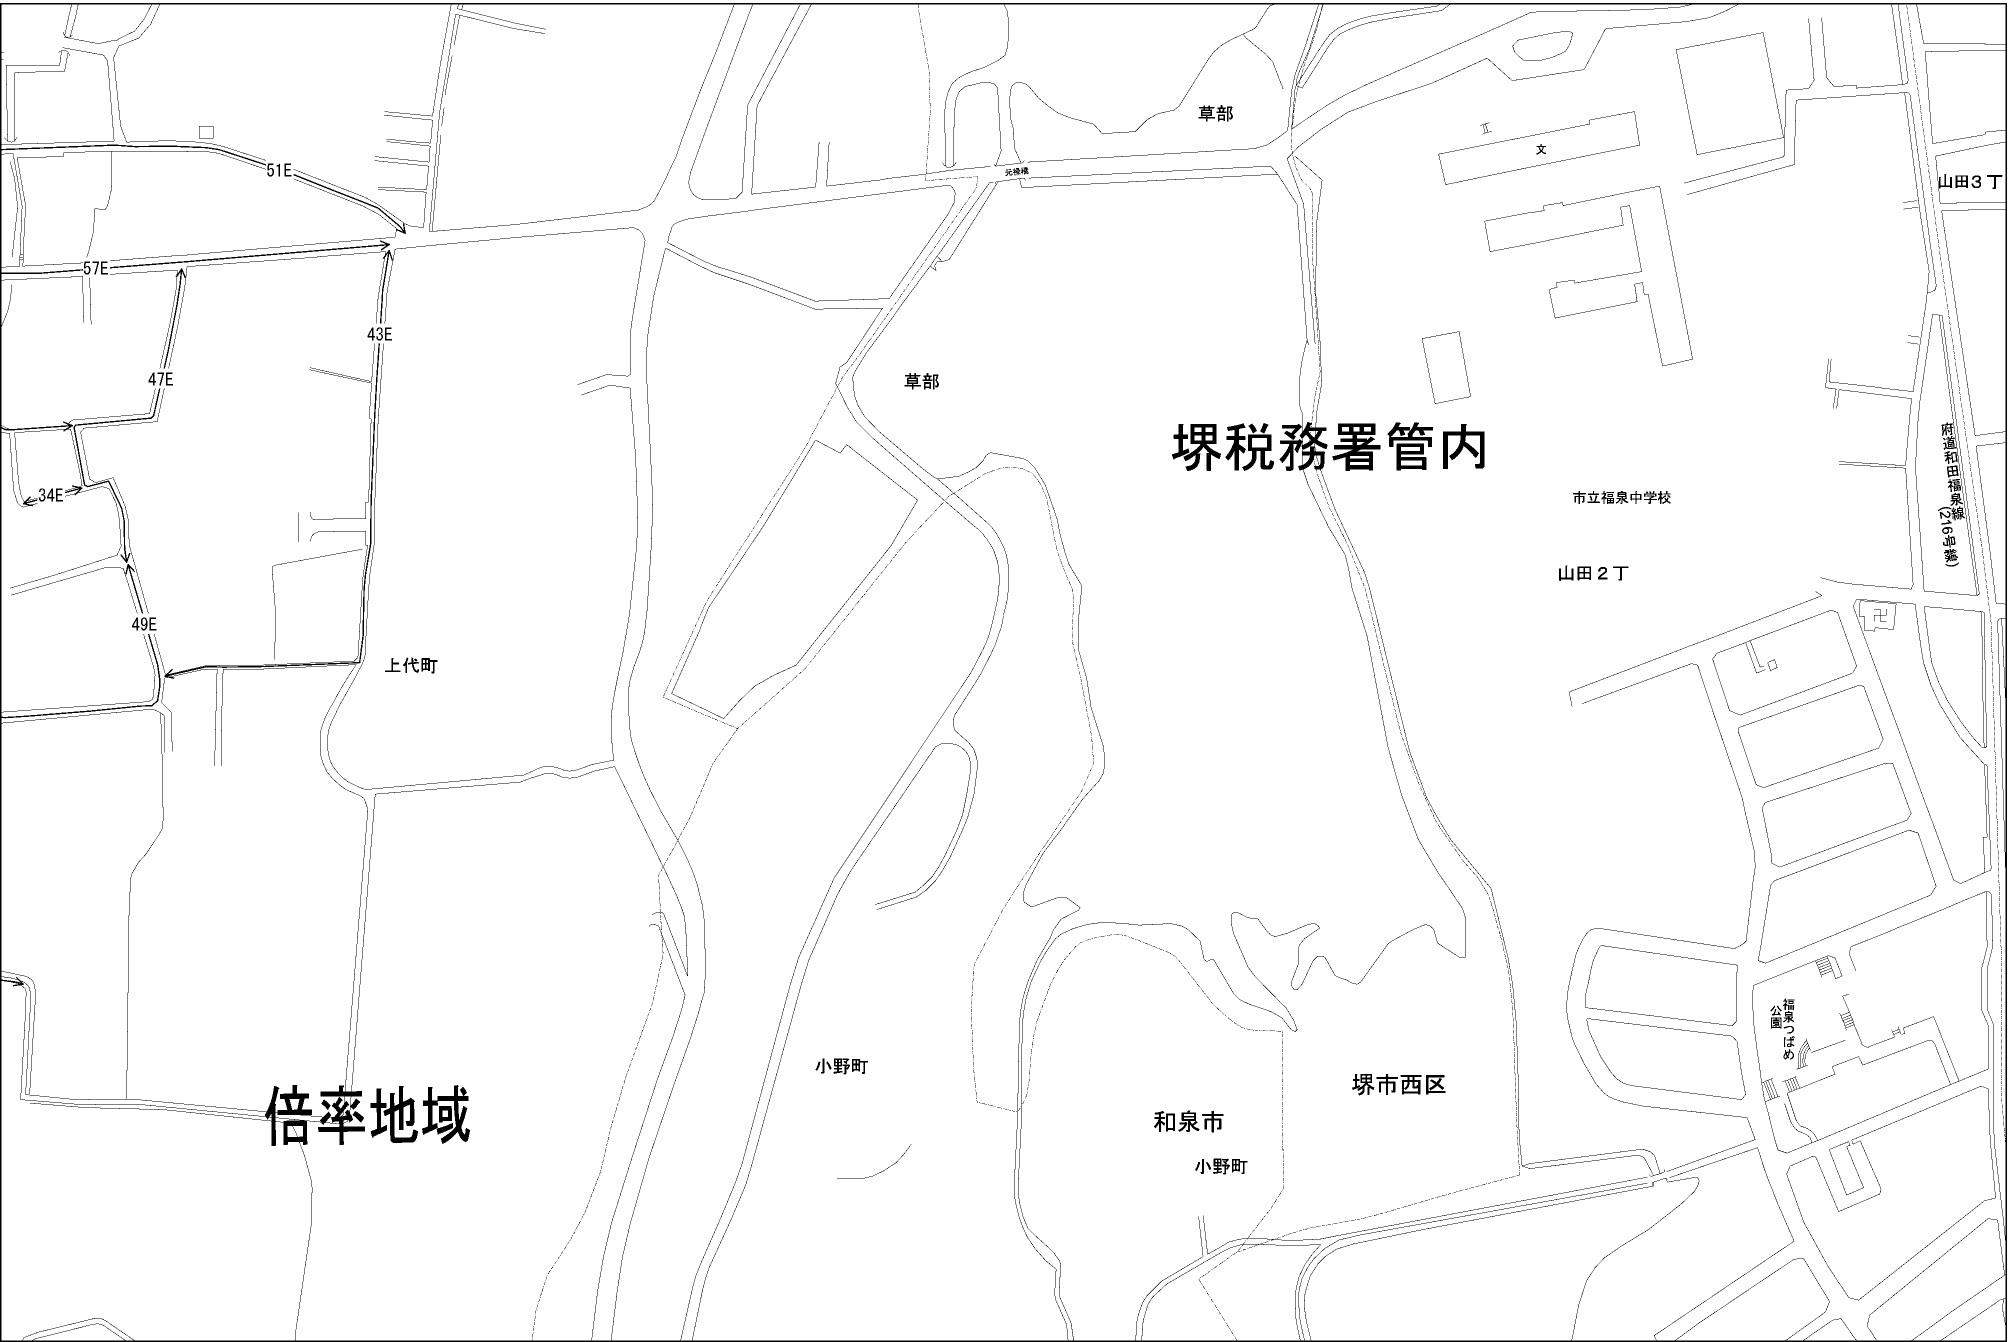 草部
文
51E
元禄橋
山田3丁
57E
43E
47E
草部
堺税務署管内
府道和田福泉線
(216号線)
34E
市立福泉中学校
山田2丁
49E
上代町
福泉つばめ
公園
小野町
堺市西区
倍率地域
和泉市
小野町